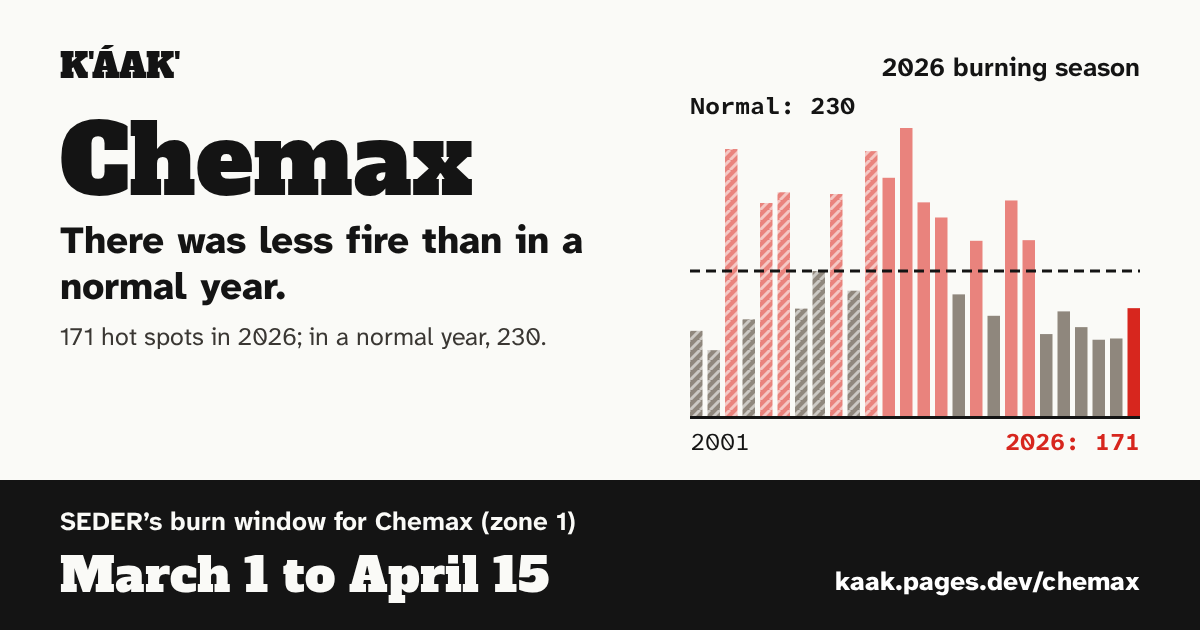 K'ÁAK'
Chemax
There was less fire than in a
normal year.
171 hot spots in 2026; in a normal year, 230.
2026 burning season
Normal: 230
2001
2026: 171
SEDER’s burn window for Chemax (zone 1)
March 1 to April 15
kaak.pages.dev/chemax